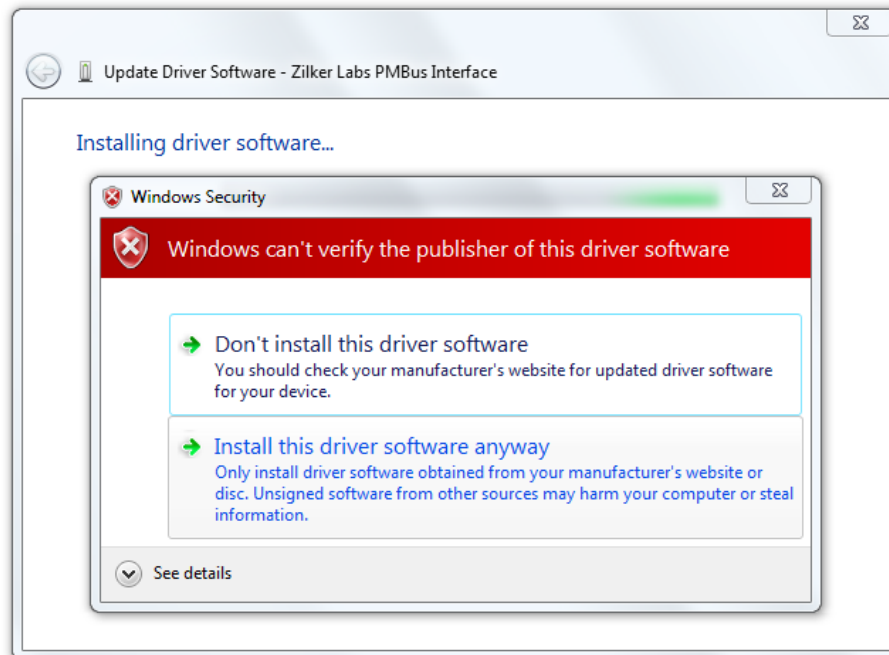 Update Driver Software - Zilker Labs PMBus Interface
Installing driver software...
Windows Security
Windows can't verify the publisher of this driver software
Don't install this driver software
You should check your manufacturer's website for updated driver software
for your device.
Install this driver software anyway
Only install driver software obtained from your manufacturer's website or
disc. Unsigned software from other sources may harm your computer or steal
information.
See details